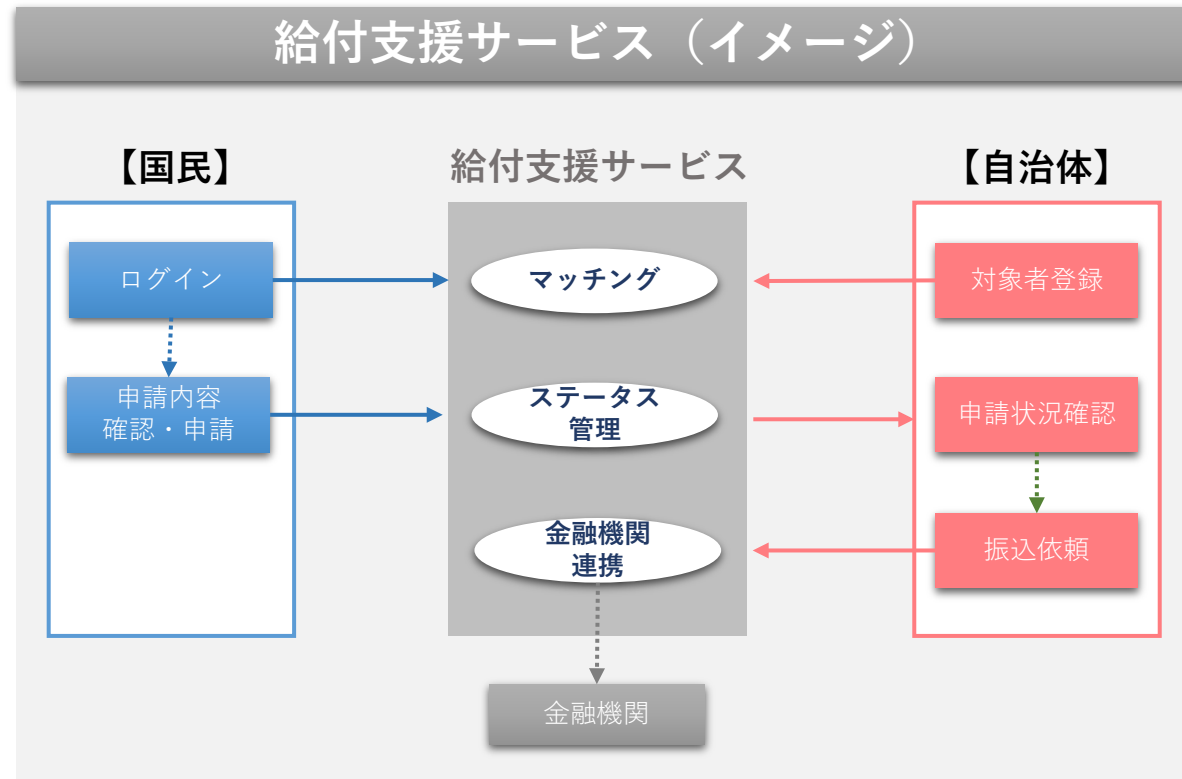 給付支援サービス（イメージ）
【国民】
給付支援サービス
【自治体】
ログイン
マッチング
対象者登録
申請内容
確認・申請
ステータス
管理
申請状況確認
金融機関
連携
振込依頼
金融機関